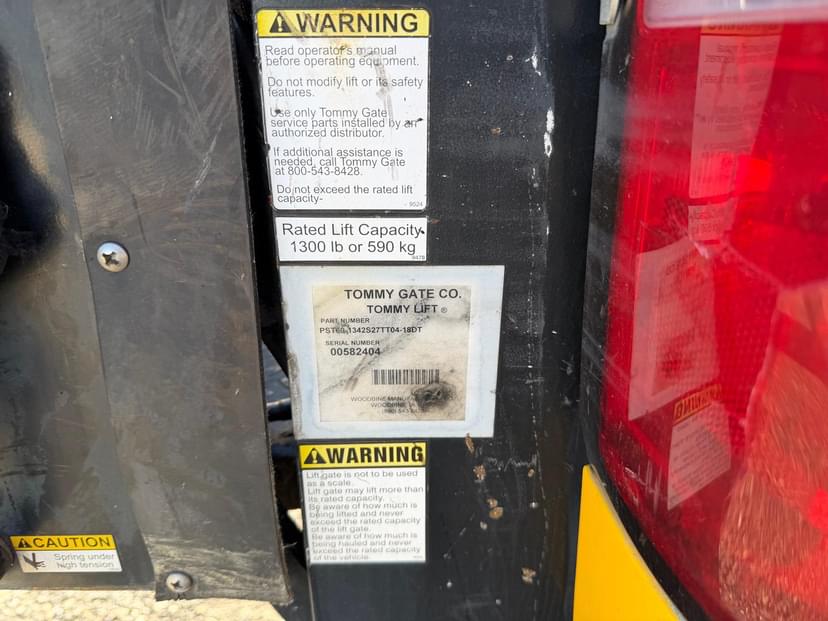 WARNING
Read operator's manual
before operating equipment.
Do not modify lift or its safety
features.
Use only Tommy Gate
service parts installed by an
authorized distributor.
If additional assistance is
needed, call Tommy Gate
at 800-543-8428.
Do not exceed the rated lift
capacity-
- 9524
Rated Lift Capacity
1300 lb or 590 kg
TOMMY GATE CO.
TOMMY LIFT ®
PART NUMBER
1342S27TT04-18DT
SERIAL NUMBER
00582404
WOODBINE
WOODBINE
WARNING
Lift gate is not to be used
as a scale.
Lift gate may lift more than
its rated capacity.
Be aware of how much is
being lifted and never
exceed the rated capacity
of the lift gate.
Be aware of how much is
being hauled and never
exceed the rated capacity
of the vehicle.
CAUTION
Spring under
high tension